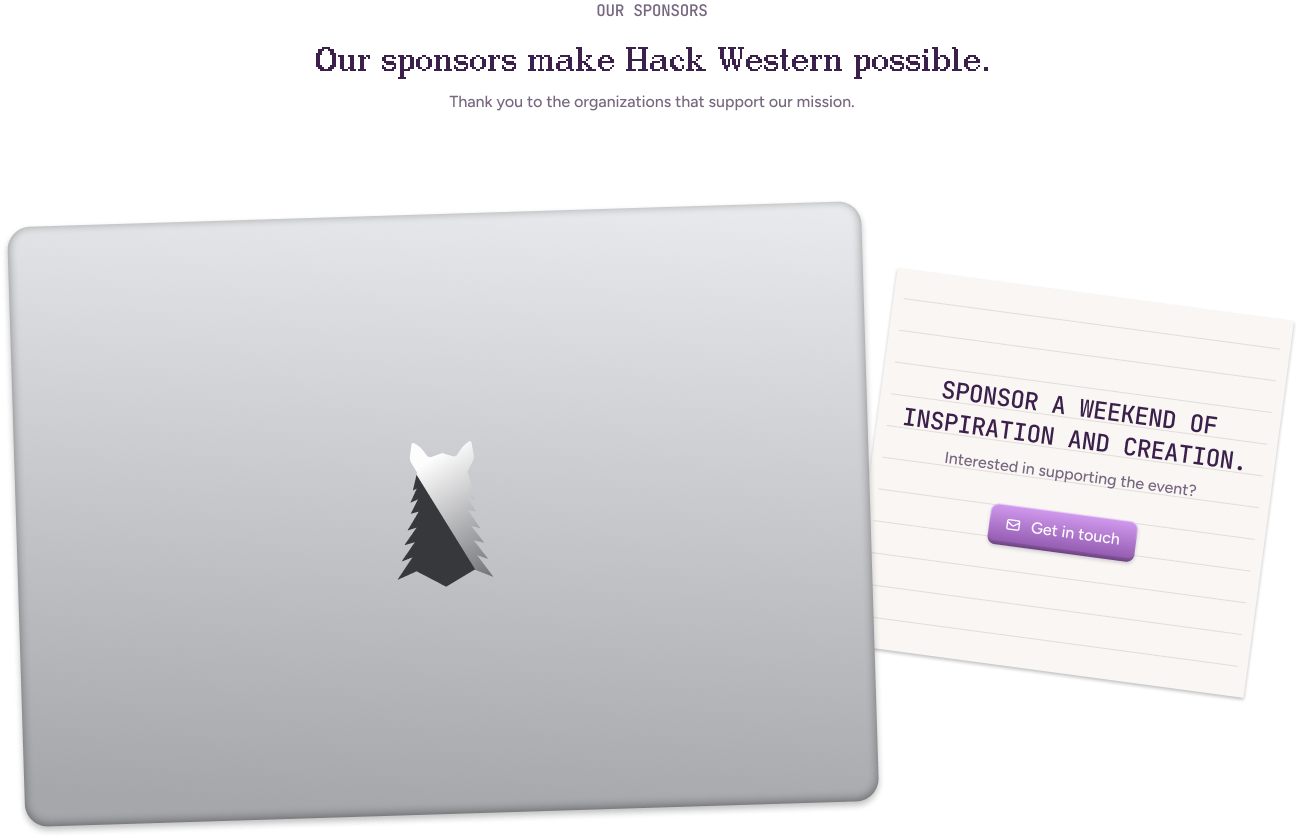 OUR SPONSORS
Our sponsors make Hack Western possible.
Thank you to the organizations that support our mission.
SPONSOR A WEEKEND OF
INSPIRATION AND CREATION.
Interested in supporting the event?
Get in touch